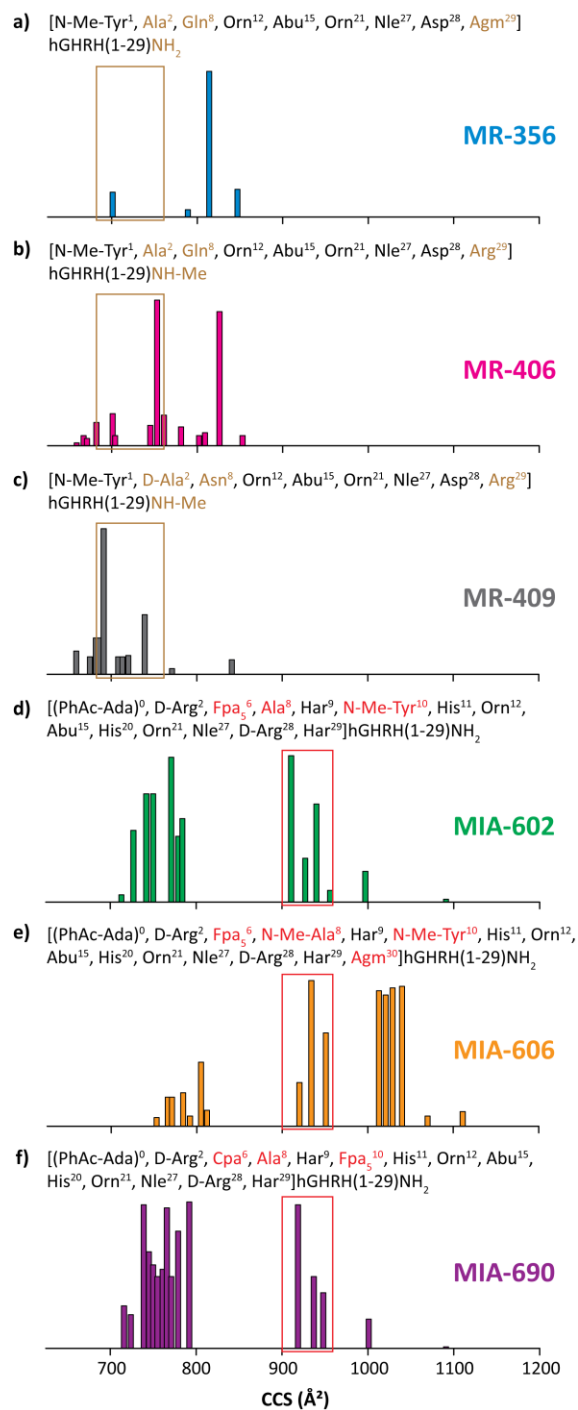 a) [N-Me-Tyr¹, Ala², Gln⁸, Orn¹², Abu¹⁵, Orn²¹, Nle²⁷, Asp²⁸, Agm²⁹]
hGHRH(1-29)NH₂
MR-356
b) [N-Me-Tyr¹, Ala², Gln⁸, Orn¹², Abu¹⁵, Orn²¹, Nle²⁷, Asp²⁸, Arg²⁹]
hGHRH(1-29)NH-Me
MR-406
c) [N-Me-Tyr¹, D-Ala², Asn⁸, Orn¹², Abu¹⁵, Orn²¹, Nle²⁷, Asp²⁸, Arg²⁹]
hGHRH(1-29)NH-Me
MR-409
d) [(PhAc-Ada)⁰, D-Arg², Fpa₅⁶, Ala⁸, Har⁹, N-Me-Tyr¹⁰, His¹¹, Orn¹²,
Abu¹⁵, His²⁰, Orn²¹, Nle²⁷, D-Arg²⁸, Har²⁹]hGHRH(1-29)NH₂
MIA-602
e) [(PhAc-Ada)⁰, D-Arg², Fpa₅⁶, N-Me-Ala⁸, Har⁹, N-Me-Tyr¹⁰, His¹¹, Orn¹²,
Abu¹⁵, His²⁰, Orn²¹, Nle²⁷, D-Arg²⁸, Har²⁹, Agm³⁰]hGHRH(1-29)NH₂
MIA-606
f) [(PhAc-Ada)⁰, D-Arg², Cpa⁶, Ala⁸, Har⁹, Fpa₅¹⁰, His¹¹, Orn¹², Abu¹⁵,
His²⁰, Orn²¹, Nle²⁷, D-Arg²⁸, Har²⁹]hGHRH(1-29)NH₂
MIA-690
700 800 900 1000 1100 1200
CCS (Å²)